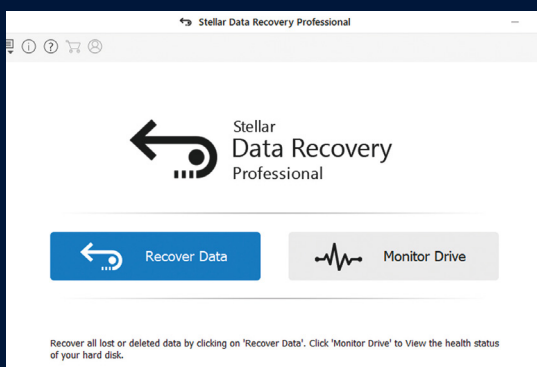 Stellar Data Recovery Professional
Stellar
Data Recovery
Professional
Recover Data
Monitor Drive
Recover all lost or deleted data by clicking on 'Recover Data'. Click 'Monitor Drive' to View the health status
of your hard disk.